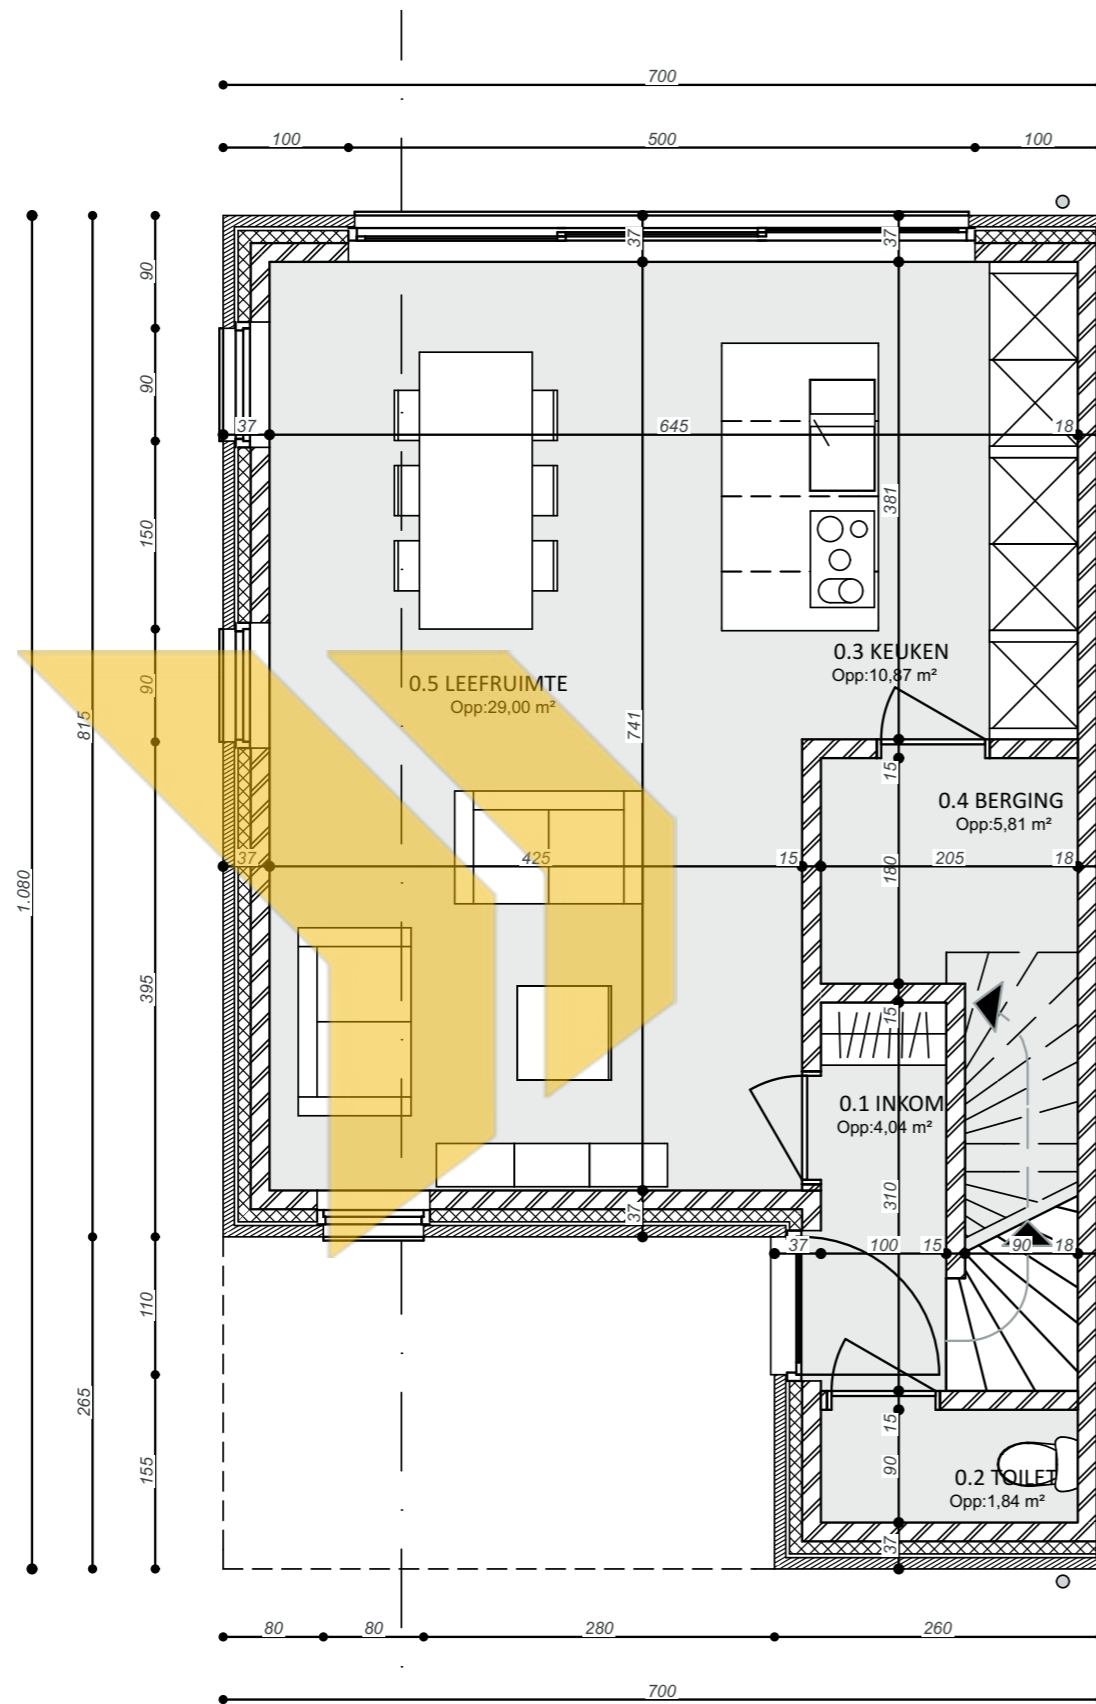 700
100 500 100
37 37
90
90
37 645 18
381
150
0.3 KEUKEN
Opp:10,87 m²
0.5 LEEFRUIMTE
Opp:29,00 m²
90
815
741
15
0.4 BERGING
Opp:5,81 m²
37 425 15 205 18
180
1.080
395
15
0.1 INKOM
Opp:4,04 m²
310
37
37 100 15 90 18
110
265
15
155
90
0.2 TOILET
Opp:1,84 m²
37
80 80 280 260
700